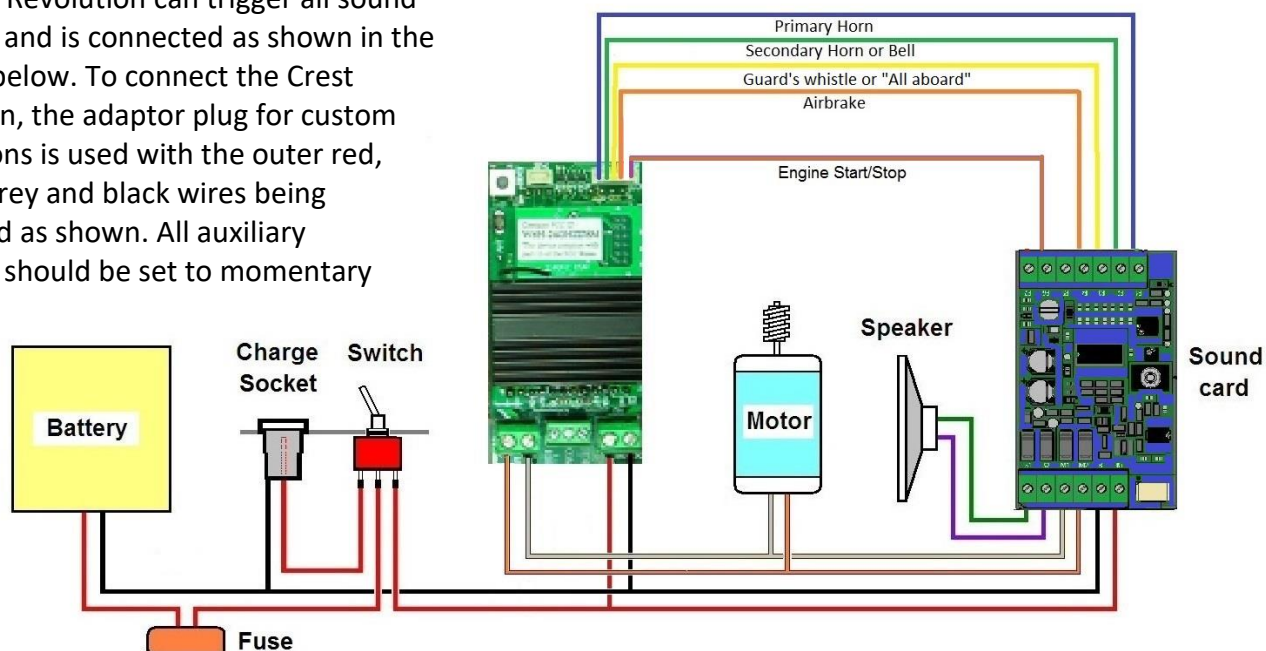 Revolution can trigger all sound
and is connected as shown in the
below. To connect the Crest
n, the adaptor plug for custom
ons is used with the outer red,
rey and black wires being
d as shown. All auxiliary
should be set to momentary
Primary Horn
Secondary Horn or Bell
Guard's whistle or "All aboard"
Airbrake
Engine Start/Stop
Battery
Charge
Socket
Switch
Motor
Speaker
Sound
card
Fuse